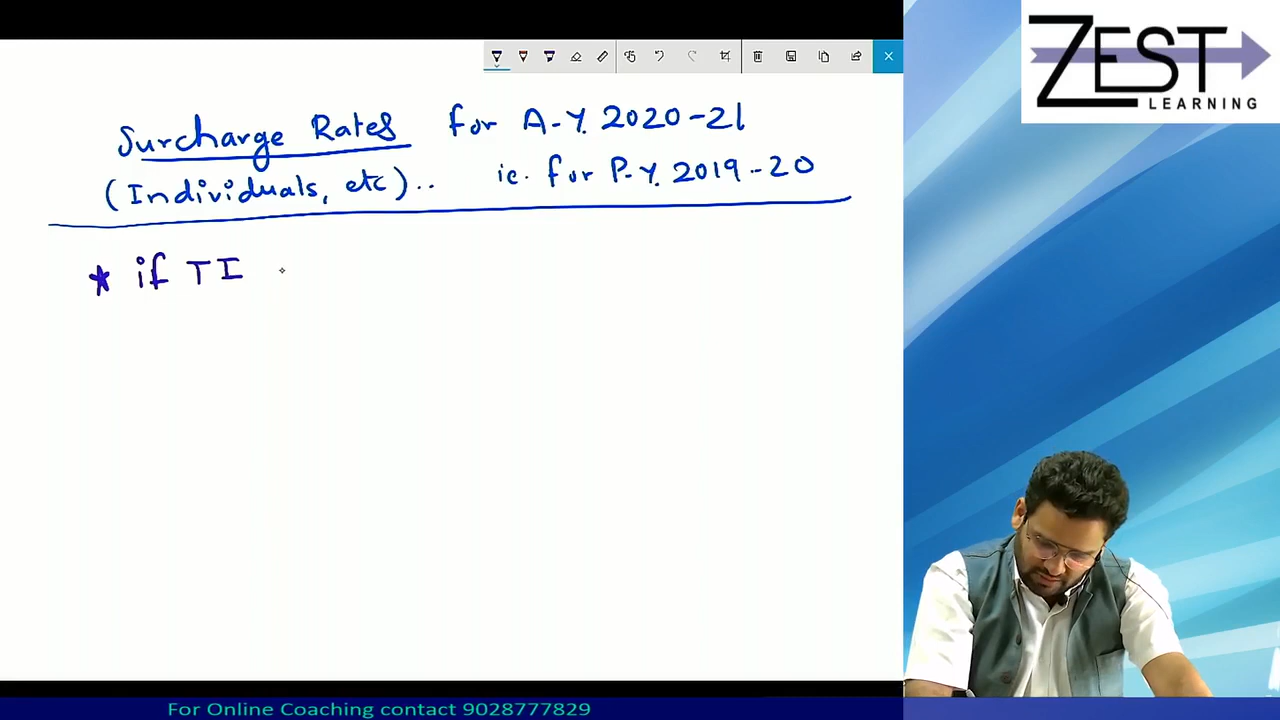 ZEST
LEARNING
Surcharge Rates for A-Y. 2020-21
(Individuals, etc).. ie. for P.Y. 2019-20
★ if TI
For Online Coaching contact 9028777829